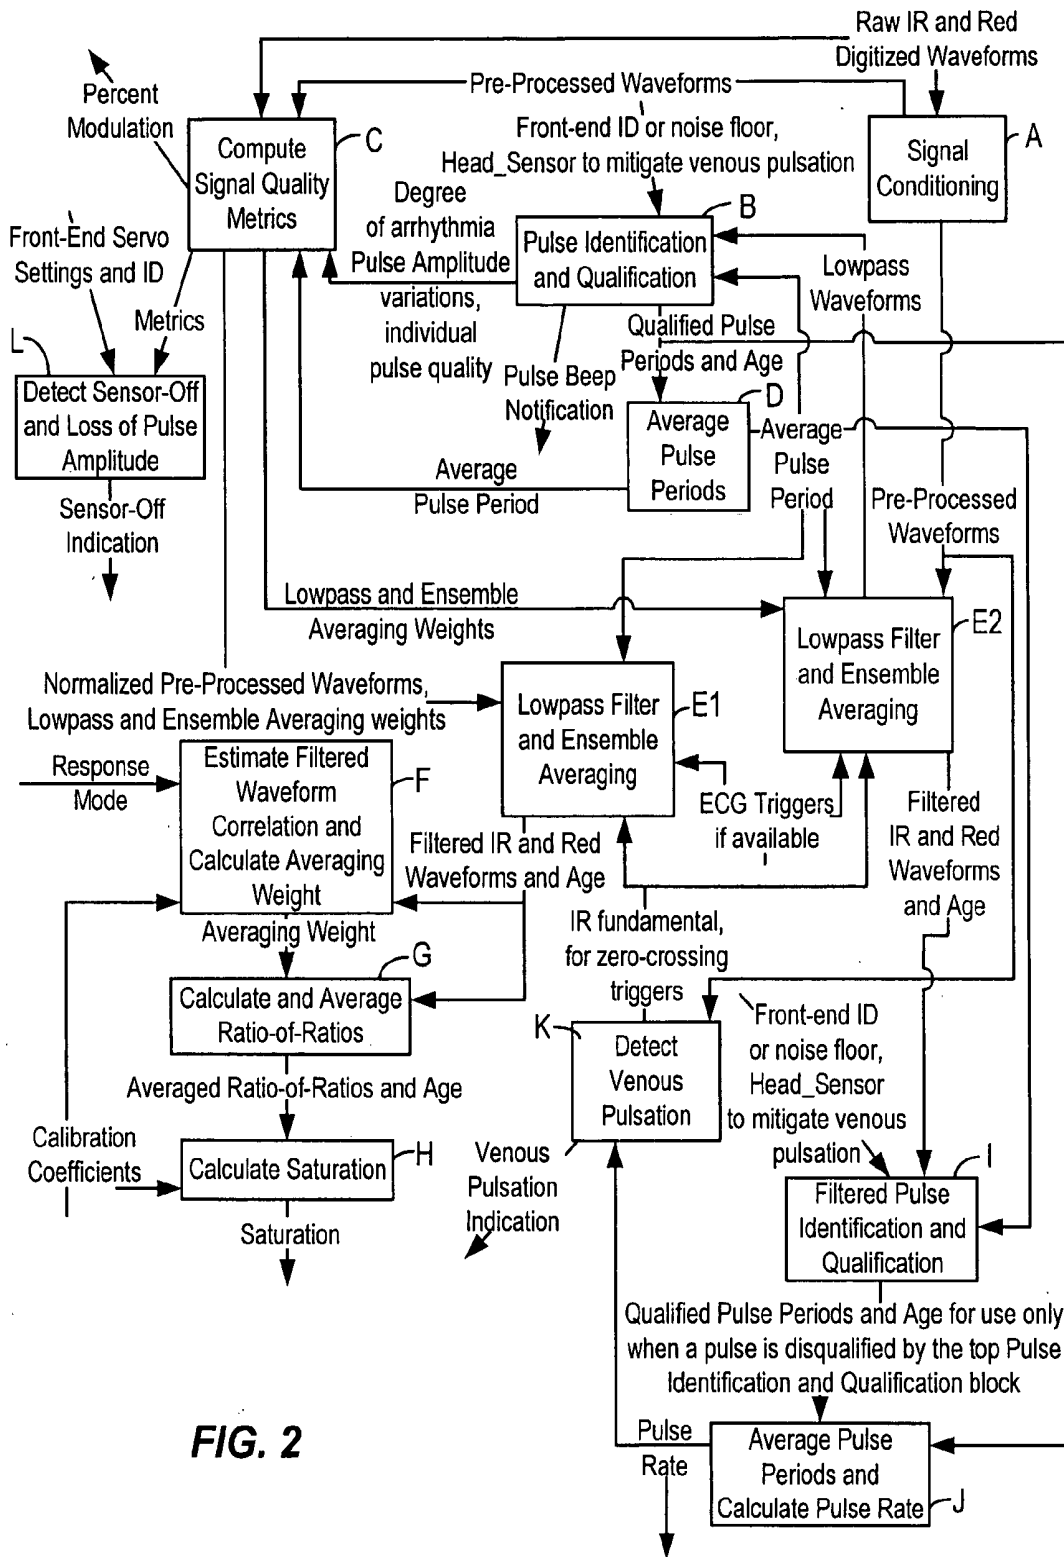 Raw IR and Red
Digitized Waveforms
Percent
Modulation
Pre-Processed Waveforms
C
Compute
Signal Quality
Metrics
Front-end ID or noise floor,
Head_Sensor to mitigate venous pulsation
A
Signal
Conditioning
Degree
of arrhythmia
Pulse Amplitude
variations,
individual
pulse quality
B
Pulse Identification
and Qualification
Lowpass
Waveforms
Front-End Servo
Settings and ID
Metrics
L
Detect Sensor-Off
and Loss of Pulse
Amplitude
Sensor-Off
Indication
Qualified Pulse
Periods and Age
Pulse Beep
Notification
D
Average
Pulse
Periods
Average
Pulse
Period
Average
Pulse Period
Pre-Processed
Waveforms
Lowpass and Ensemble
Averaging Weights
E2
Lowpass Filter
and Ensemble
Averaging
Normalized Pre-Processed Waveforms,
Lowpass and Ensemble Averaging weights
E1
Lowpass Filter
and Ensemble
Averaging
Response
Mode
F
Estimate Filtered
Waveform
Correlation and
Calculate Averaging
Weight
ECG Triggers
if available
Filtered IR and Red
Waveforms and Age
Filtered
IR and Red
Waveforms
and Age
Averaging Weight
IR fundamental,
for zero-crossing
triggers
G
Calculate and Average
Ratio-of-Ratios
K
Detect
Venous
Pulsation
Front-end ID
or noise floor,
Head_Sensor
to mitigate venous
pulsation
Averaged Ratio-of-Ratios and Age
Calibration
Coefficients
H
Calculate Saturation
Saturation
Venous
Pulsation
Indication
I
Filtered Pulse
Identification and
Qualification
Qualified Pulse Periods and Age for use only
when a pulse is disqualified by the top Pulse
Identification and Qualification block
Pulse
Rate
Average Pulse
Periods and
Calculate Pulse Rate
J
FIG. 2